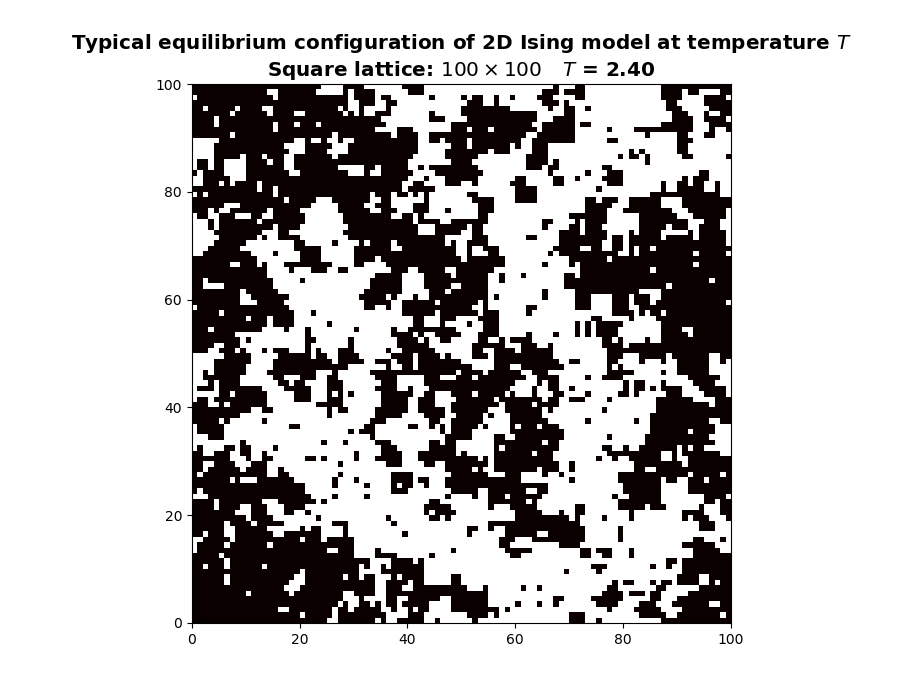 Typical equilibrium configuration of 2D Ising model at temperature T
Square lattice: 100 × 100 T = 2.40
100
80
60
40
20
0
0 20 40 60 80 100